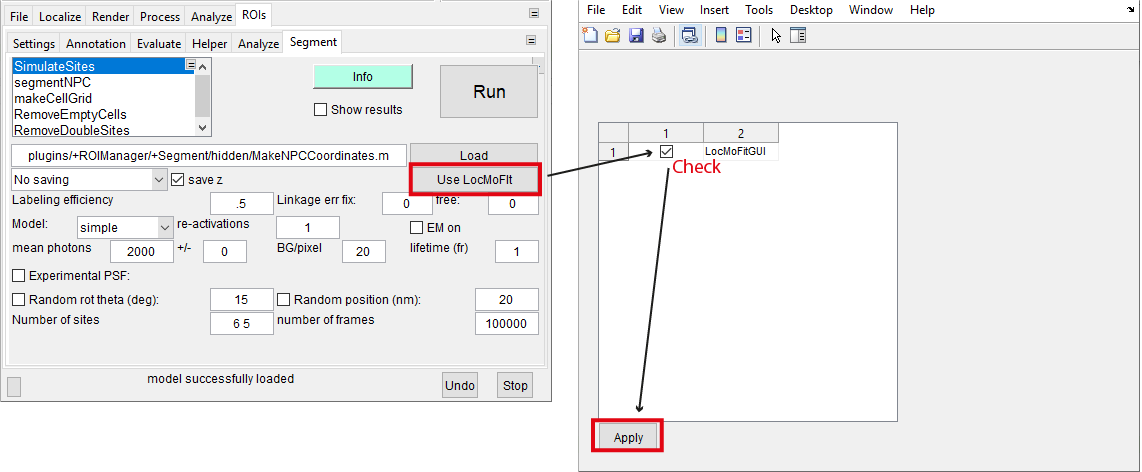 File Localize Render Process Analyze ROIs
Settings Annotation Evaluate Helper Analyze Segment
SimulateSites
segmentNPC
makeCellGrid
RemoveEmptyCells
RemoveDoubleSites
Info
Show results
Run
plugins/+ROIManager/+Segment/hidden/MakeNPCCoordinates.m
Load
No saving
save z
Use LocMoFIt
Labeling efficiency .5 Linkage err fix: 0 free: 0
Model: simple re-activations 1 EM on
mean photons 2000 +/- 0 BG/pixel 20 lifetime (fr) 1
Experimental PSF:
Random rot theta (deg): 15 Random position (nm): 20
Number of sites 6 5 number of frames 100000
model successfully loaded
Undo
Stop
File Edit View Insert Tools Desktop Window Help
1 2
1 LocMoFitGUI
Check
Apply